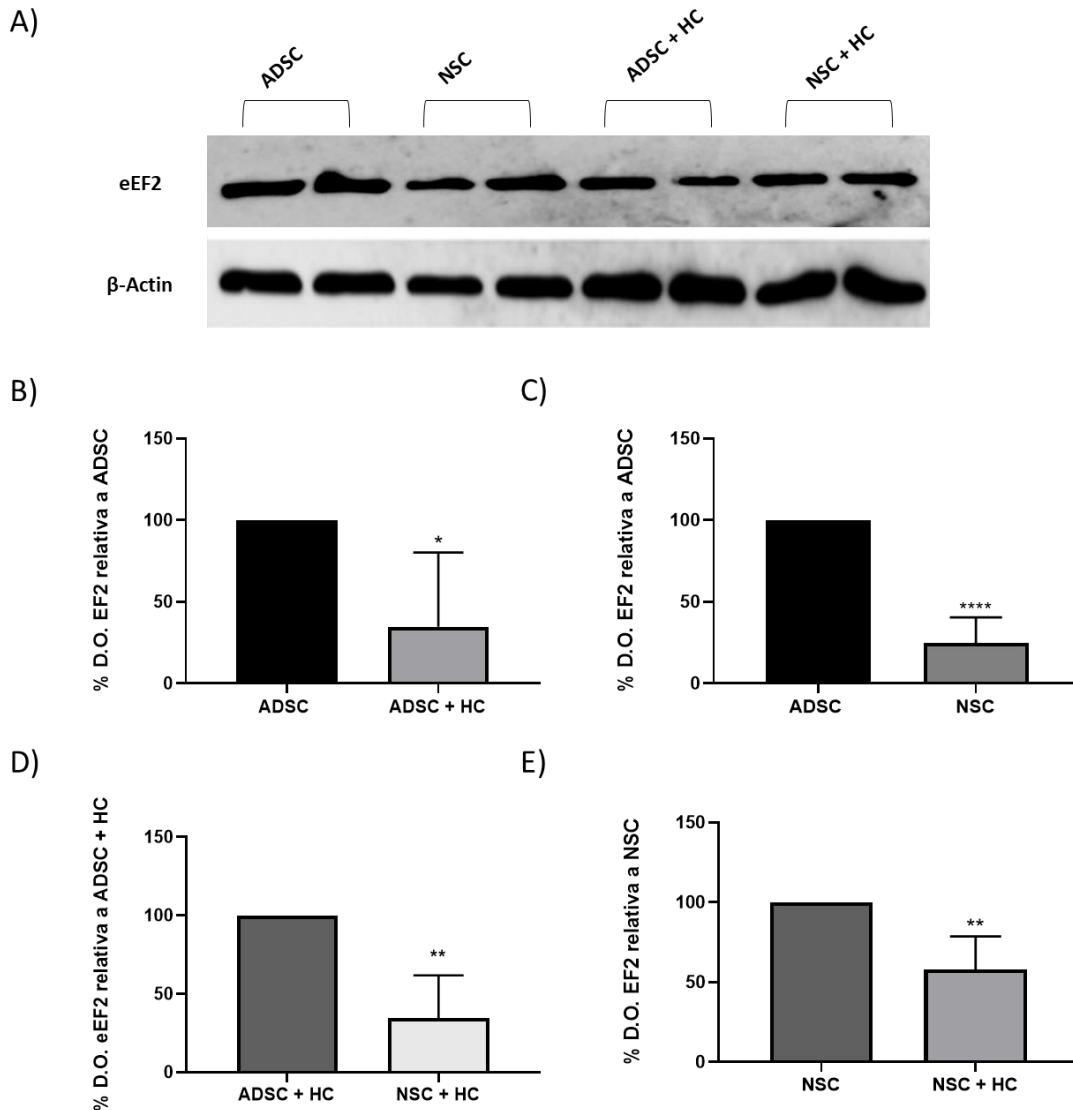 A)
ADSC
NSC
ADSC + HC
NSC + HC
eEF2
β-Actin
B)
% D.O. EF2 relativa a ADSC
150
100
50
0
*
ADSC
ADSC + HC
C)
% D.O. EF2 relativa a ADSC
150
100
50
0
****
ADSC
NSC
D)
% D.O. eEF2 relativa a ADSC + HC
150
100
50
0
**
ADSC + HC
NSC + HC
E)
% D.O. EF2 relativa a NSC
150
100
50
0
**
NSC
NSC + HC